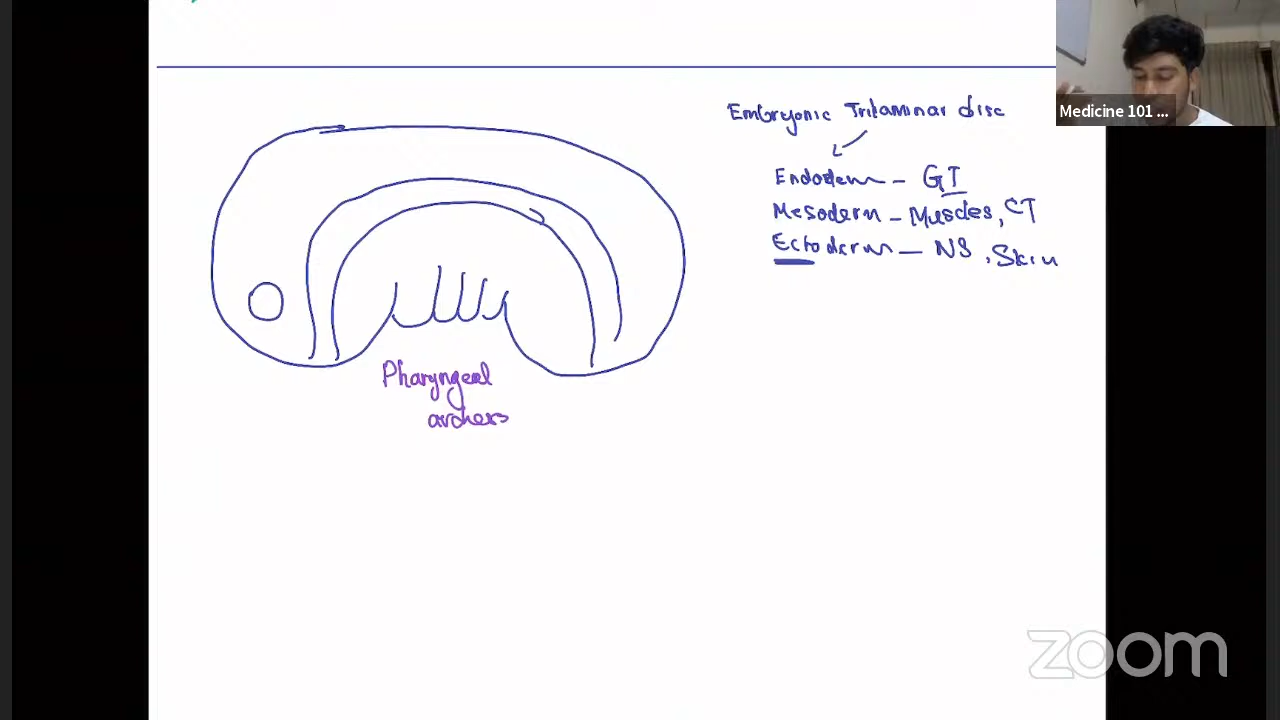 Embryonic Trilaminar disc
Endoderm - GT
Mesoderm - Muscles, CT
Ectoderm - NS, Skin
Pharyngeal
arches
Medicine 101 ...
zoom